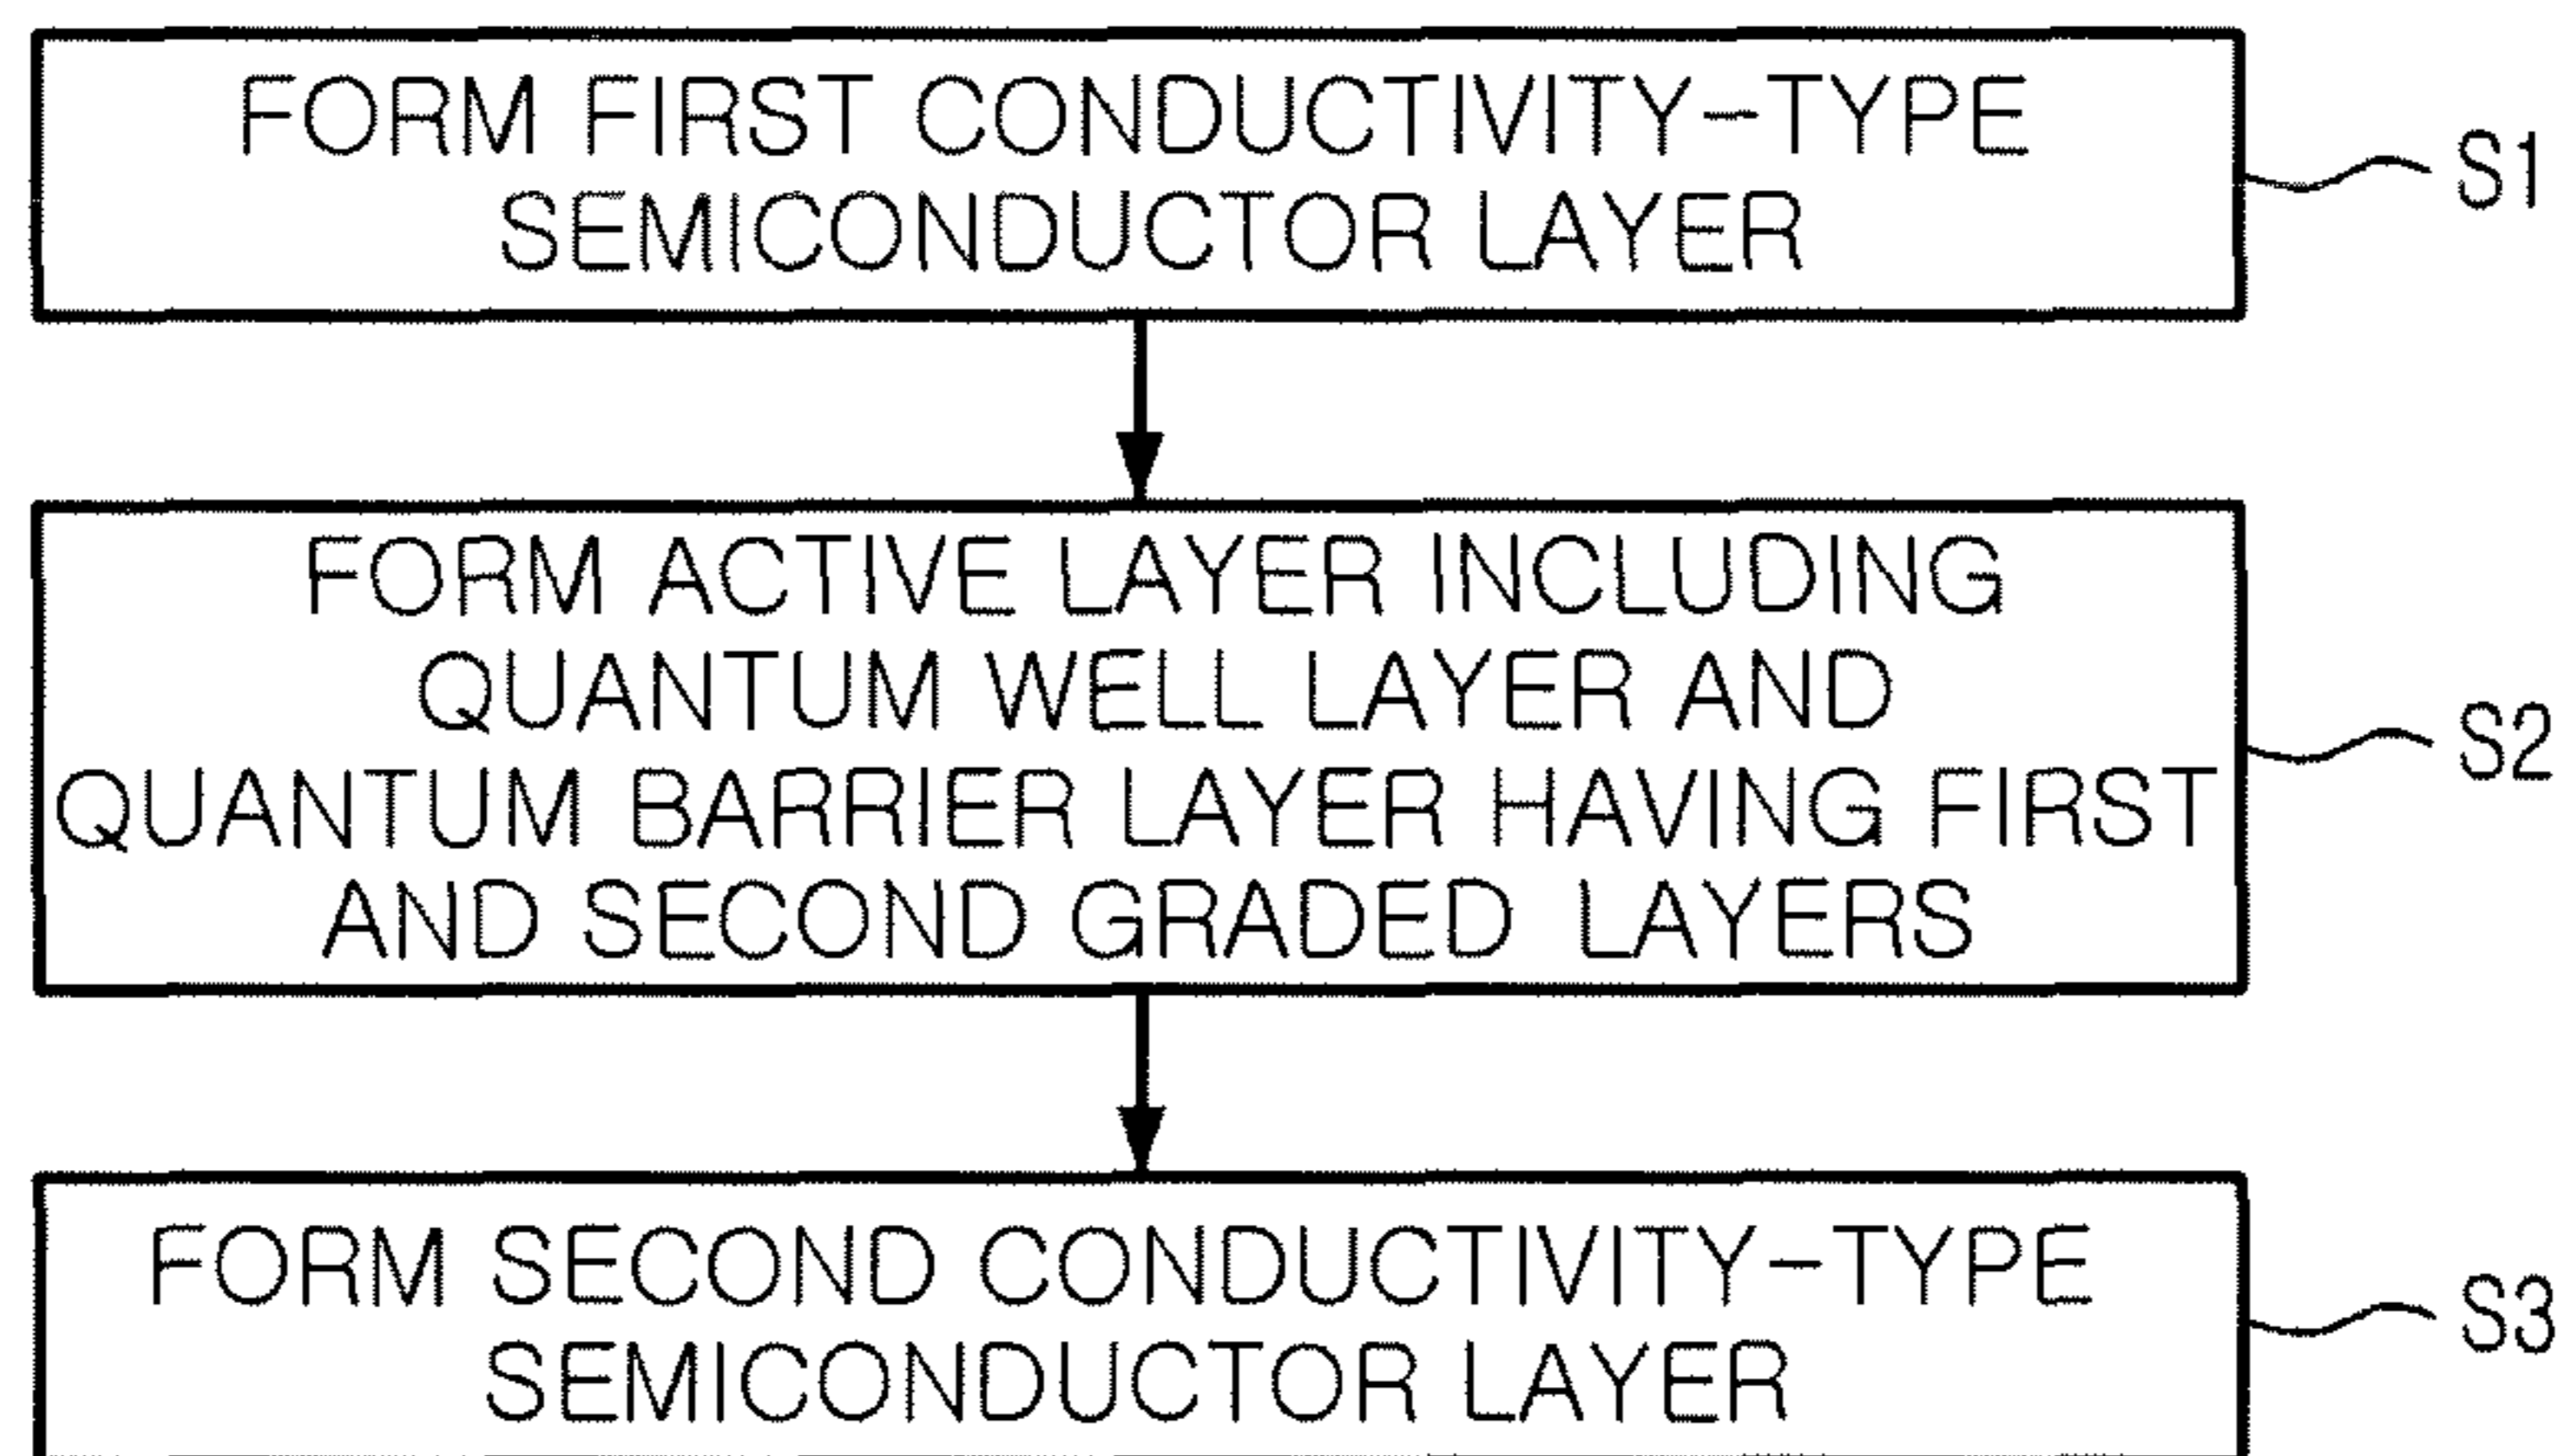 FORM FIRST CONDUCTIVITY-TYPE
SEMICONDUCTOR LAYER
S1
FORM ACTIVE LAYER INCLUDING
QUANTUM WELL LAYER AND
QUANTUM BARRIER LAYER HAVING FIRST
AND SECOND GRADED LAYERS
S2
FORM SECOND CONDUCTIVITY-TYPE
SEMICONDUCTOR LAYER
S3